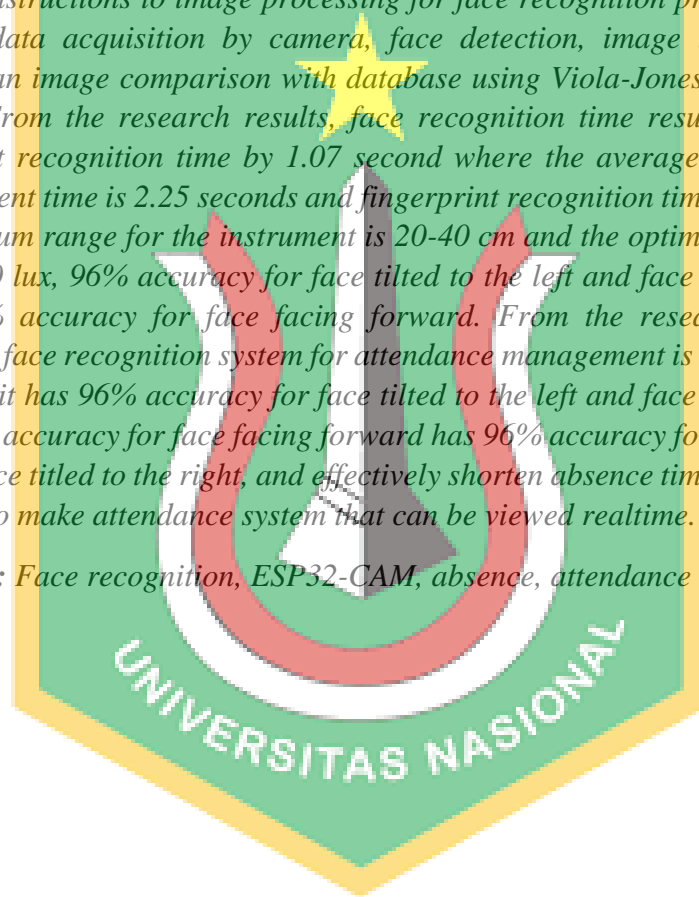 structions to image processing for face recognition pr
data acquisition by camera, face detection, image
an image comparison with database using Viola-Jones
From the research results, face recognition time resu
t recognition time by 1.07 second where the average
ent time is 2.25 seconds and fingerprint recognition tim
um range for the instrument is 20-40 cm and the optim
0 lux, 96% accuracy for face tilted to the left and face
% accuracy for face facing forward. From the resea
face recognition system for attendance management is
it has 96% accuracy for face tilted to the left and face
accuracy for face facing forward has 96% accuracy fo
ce titled to the right, and effectively shorten absence tim
o make attendance system that can be viewed realtime.
: Face recognition, ESP32-CAM, absence, attendance
UNIVERSITAS NASIONAL